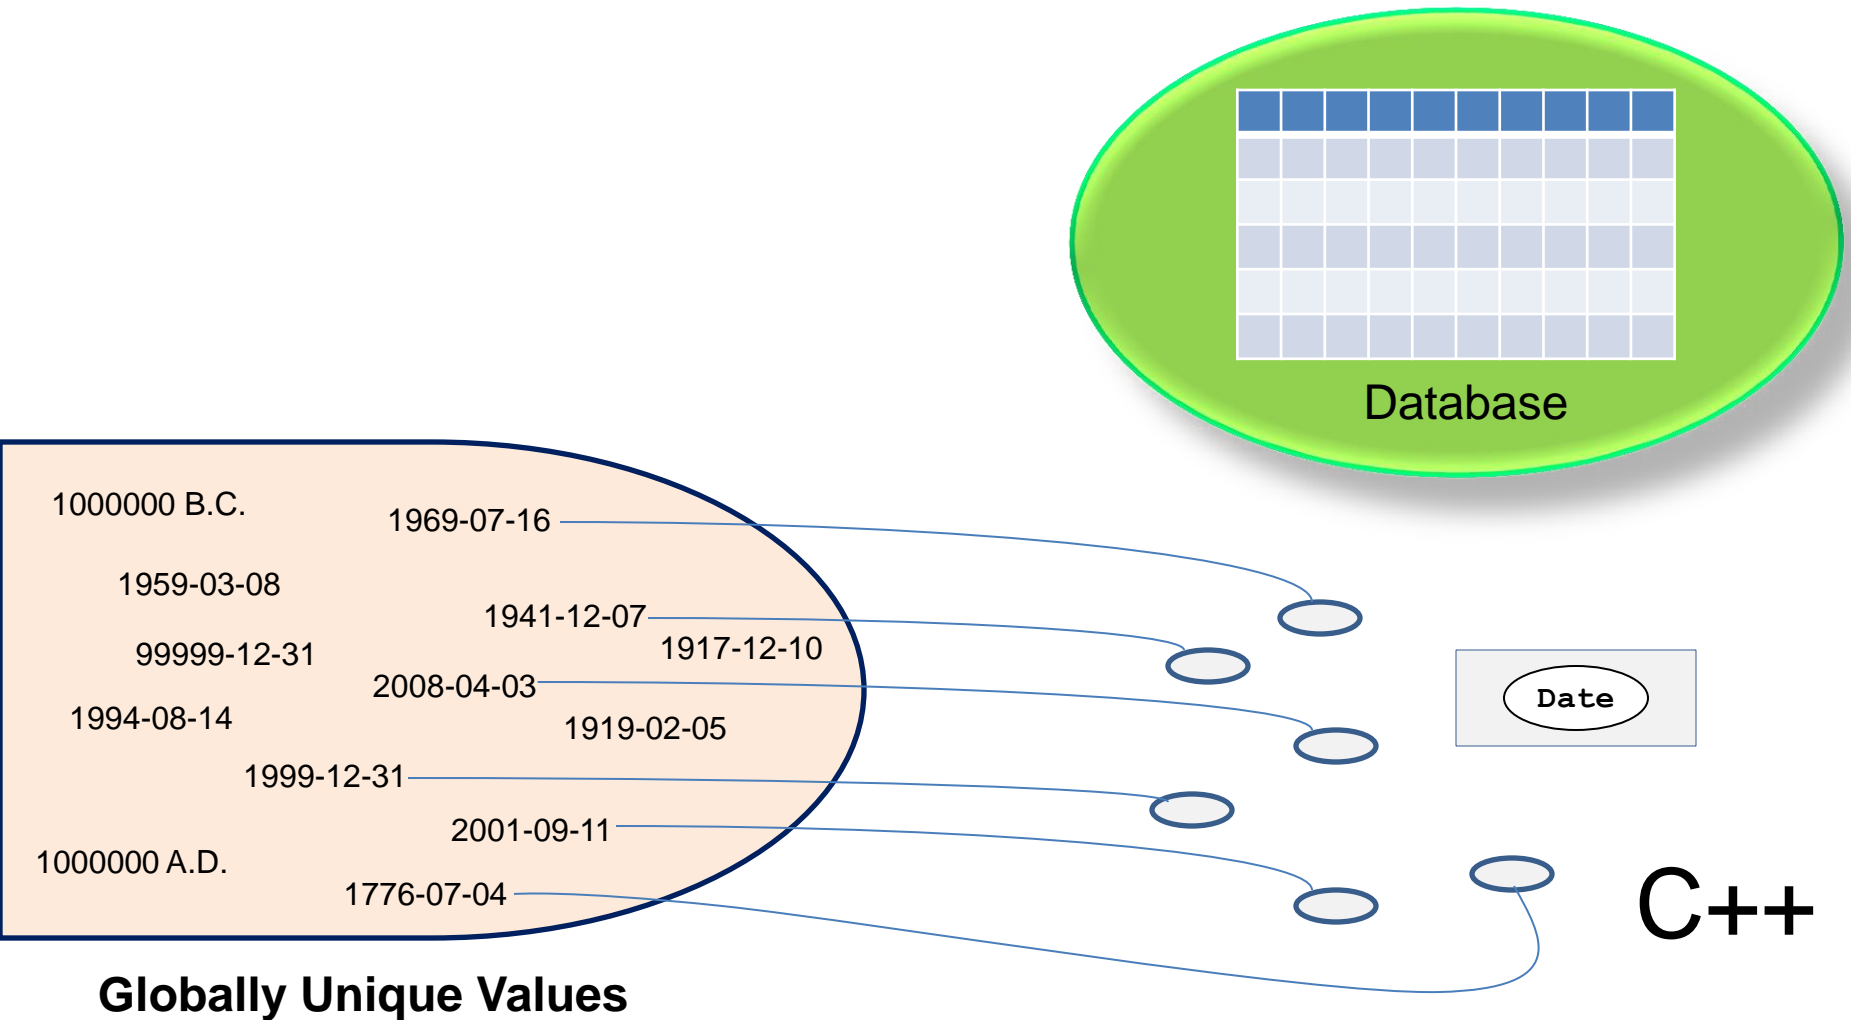 Database
1000000 B.C.
1969-07-16
1959-03-08
1941-12-07
1917-12-10
99999-12-31
2008-04-03
Date
1994-08-14
1919-02-05
1999-12-31
2001-09-11
1000000 A.D.
1776-07-04
C++
Globally Unique Values